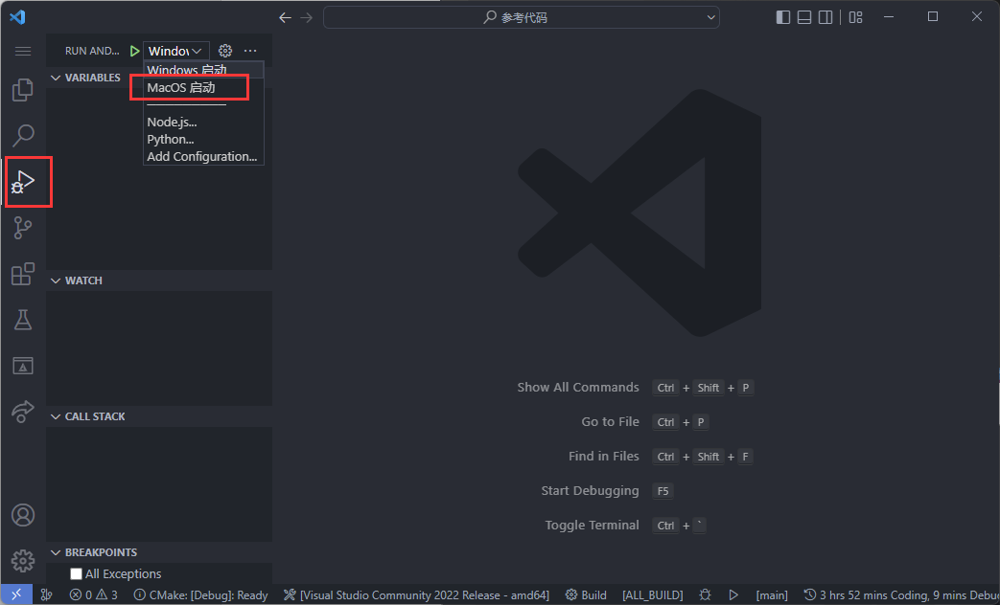 参考代码
RUN AND...
Window
Windows 启动
MacOS 启动
Node.js...
Python...
Add Configuration...
VARIABLES
WATCH
CALL STACK
BREAKPOINTS
All Exceptions
Show All Commands Ctrl + Shift + P
Go to File Ctrl + P
Find in Files Ctrl + Shift + F
Start Debugging F5
Toggle Terminal Ctrl + `
0 3 CMake: [Debug]: Ready [Visual Studio Community 2022 Release - amd64] Build [ALL_BUILD] [main] 3 hrs 52 mins Coding, 9 mins Debu